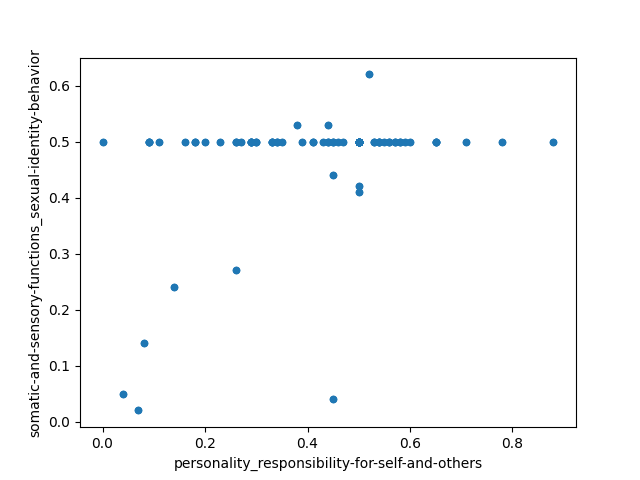 somatic-and-sensory-functions_sexual-identity-behavior
0.6
0.5
0.4
0.3
0.2
0.1
0.0
0.0 0.2 0.4 0.6 0.8
personality_responsibility-for-self-and-others